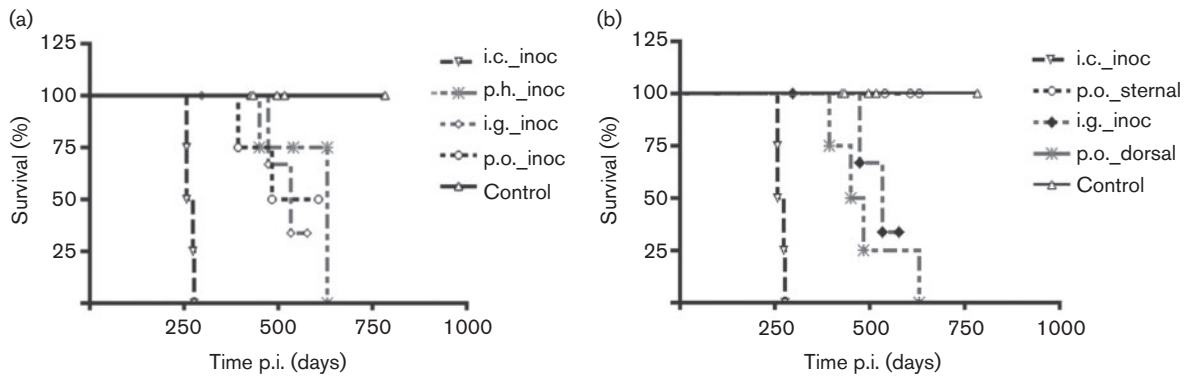 (a)
125
100
75
50
25
Survival (%)
250
500
750
1000
Time p.i. (days)
i.c._inoc
p.h._inoc
i.g._inoc
p.o._inoc
Control
(b)
125
100
75
50
25
Survival (%)
250
500
750
1000
Time p.i. (days)
i.c._inoc
p.o._sternal
i.g._inoc
p.o._dorsal
Control